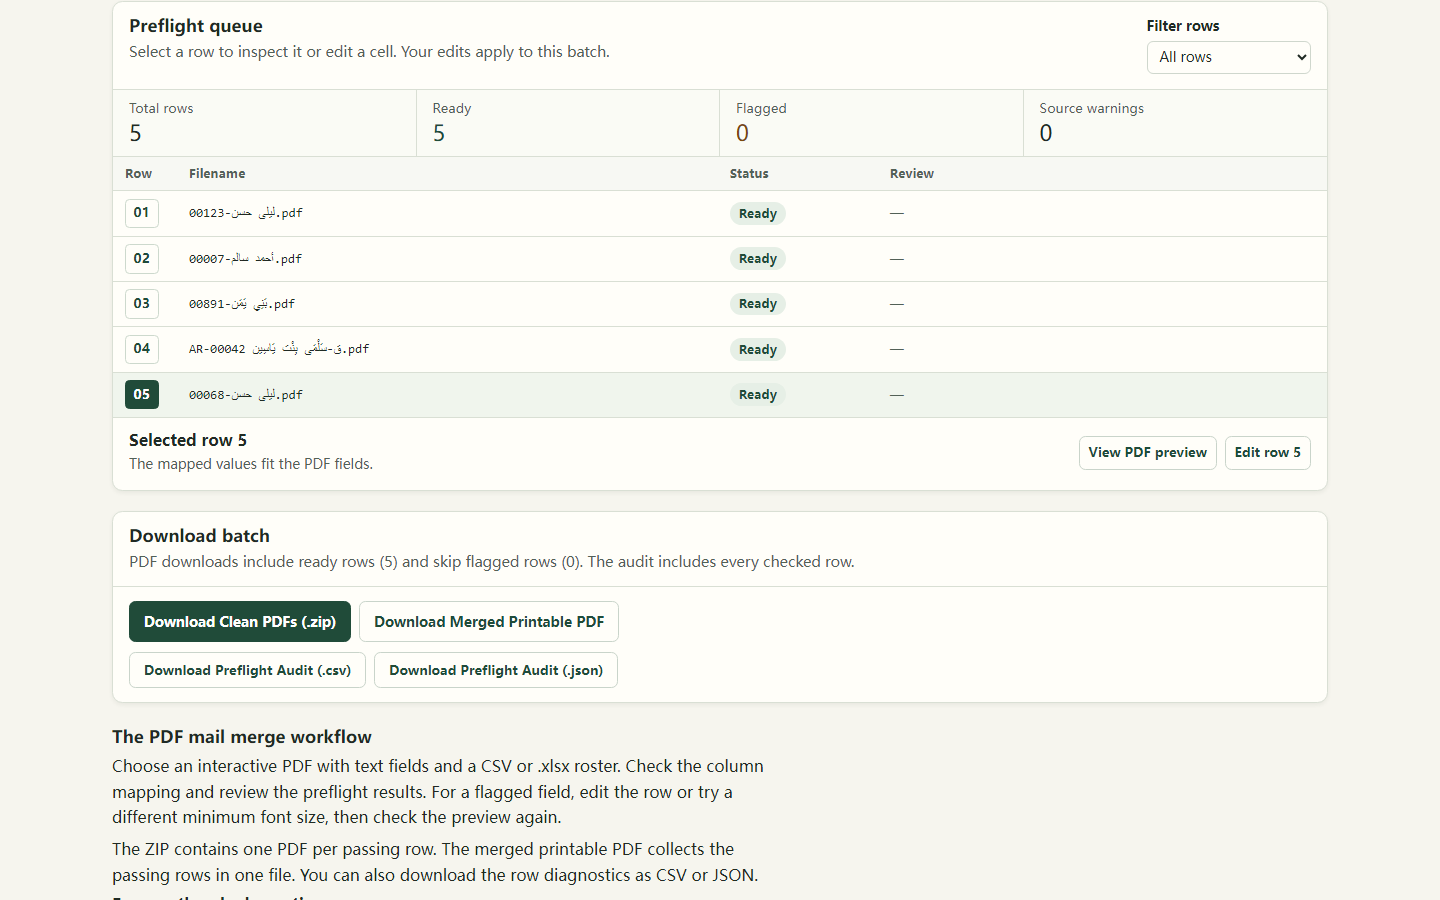 Preflight queue
Select a row to inspect it or edit a cell. Your edits apply to this batch.
Filter rows
All rows
Total rows
5
Ready
5
Flagged
0
Source warnings
0
Row Filename Status Review
01 00123-ليلى حسن.pdf Ready —
02 00007-أحمد سالم.pdf Ready —
03 00891-.pdf Ready —
04 AR-00042 ق-سَلْمَى بِنْت يَاسِين.pdf Ready —
05 00068-ليلى حسن.pdf Ready —
Selected row 5
The mapped values fit the PDF fields.
View PDF preview
Edit row 5
Download batch
PDF downloads include ready rows (5) and skip flagged rows (0). The audit includes every checked row.
Download Clean PDFs (.zip)
Download Merged Printable PDF
Download Preflight Audit (.csv)
Download Preflight Audit (.json)
The PDF mail merge workflow
Choose an interactive PDF with text fields and a CSV or .xlsx roster. Check the column
mapping and review the preflight results. For a flagged field, edit the row or try a
different minimum font size, then check the preview again.
The ZIP contains one PDF per passing row. The merged printable PDF collects the
passing rows in one file. You can also download the row diagnostics as CSV or JSON.